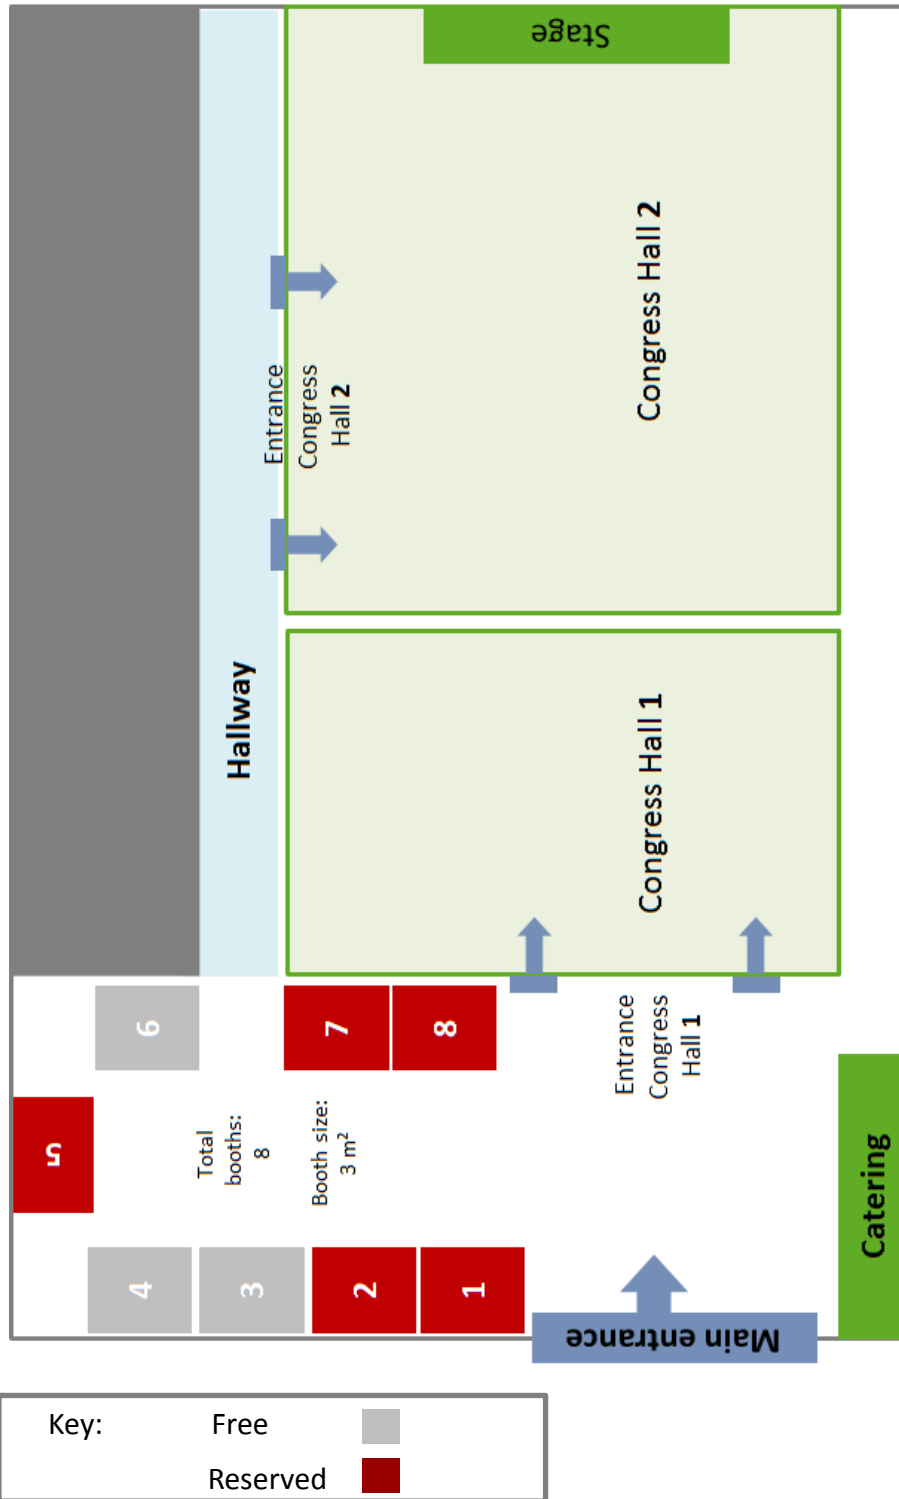 Stage
Congress Hall 2
Entrance
Congress
Hall 2
Hallway
Congress Hall 1
6
7
8
Entrance
Congress
Hall 1
5
Total
booths:
8
Booth size:
3 m²
Catering
4
3
2
1
Main entrance
Key:
Free
Reserved